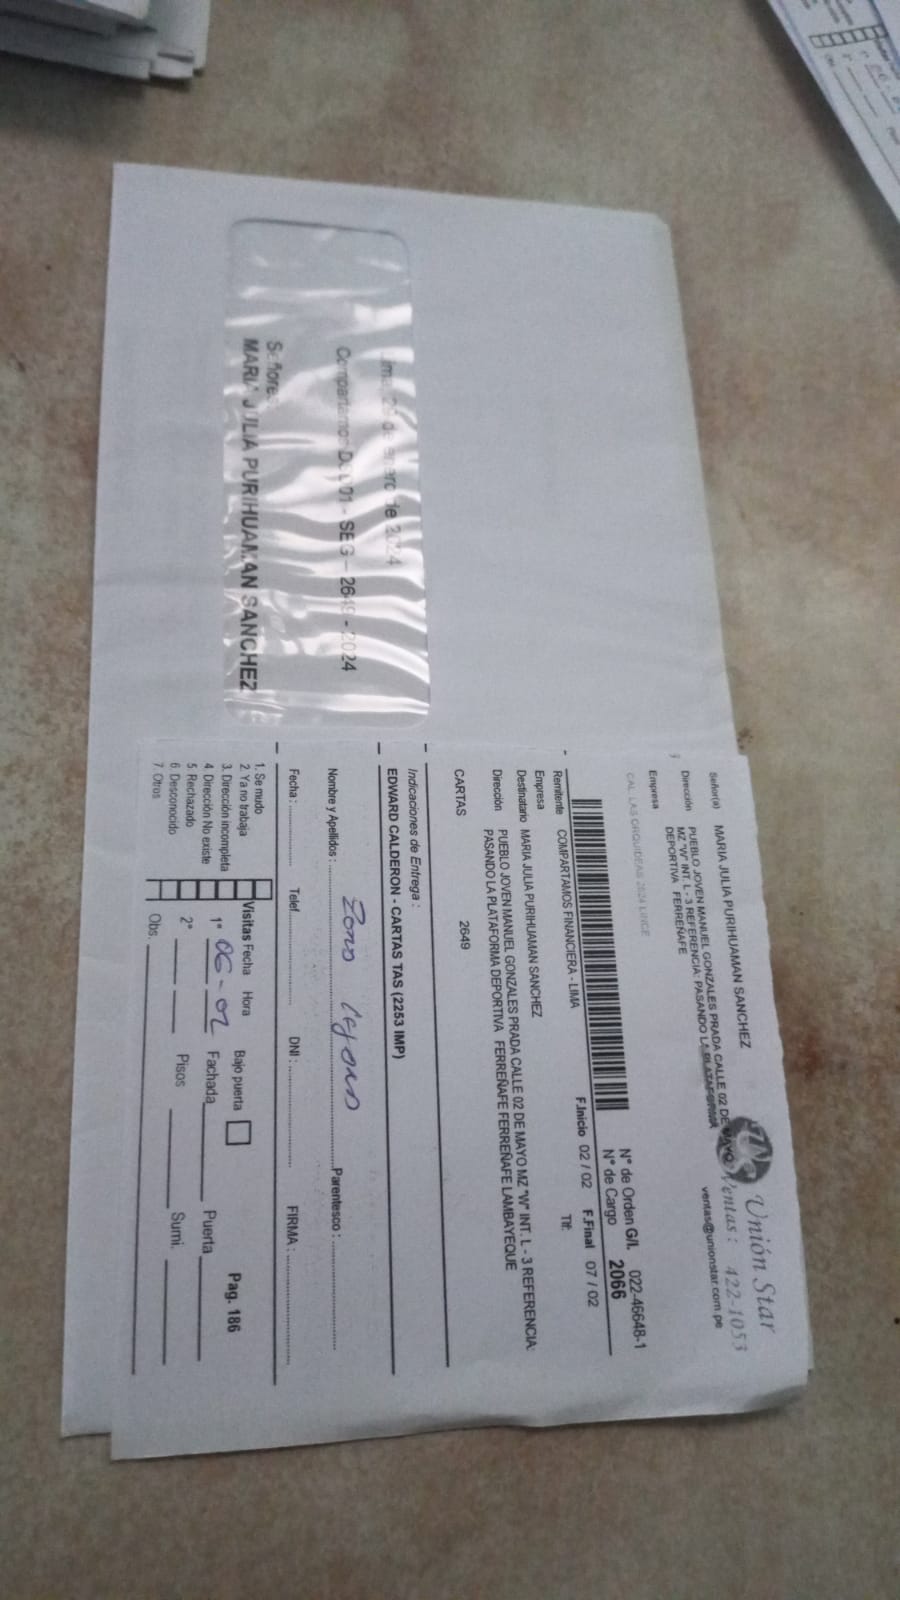 Lima, 29 de enero de 2024
Compartamos DCJ 01 - SEG - 2649 - 2024
Señores
MARIA JULIA PURIHUAMAN SANCHEZ
Unión Star
Ventas : 422-1053
ventas@unionstar.com.pe
Señor(a) MARIA JULIA PURIHUAMAN SANCHEZ
Dirección PUEBLO JOVEN MANUEL GONZALES PRADA CALLE 02 DE MAYO
MZ "W" INT. L - 3 REFERENCIA: PASANDO LA PLATAFORMA
DEPORTIVA FERREÑAFE
Empresa
CAL. LAS ORQUIDEAS 2624 LINCE
N° de Orden G/I. 022-46648-1
N° de Cargo 2066
F.Inicio 02 / 02 F.Final 07 / 02
Remitente COMPARTAMOS FINANCIERA - LIMA Tlf:
Empresa
Destinatario MARIA JULIA PURIHUAMAN SANCHEZ
Dirección PUEBLO JOVEN MANUEL GONZALES PRADA CALLE 02 DE MAYO MZ "W" INT. L - 3 REFERENCIA:
PASANDO LA PLATAFORMA DEPORTIVA FERREÑAFE FERREÑAFE LAMBAYEQUE
CARTAS 2649
Indicaciones de Entrega :
EDWARD CALDERON - CARTAS TAS (2253 IMP)
Zona lejana
Nombre y Apellidos : Parentesco :
Fecha : Telef. DNI : FIRMA :
1. Se mudo
2. Ya no trabaja
3. Dirección incompleta
4. Dirección No existe
5. Rechazado
6. Desconocido
7. Otros
Visitas Fecha Hora
1° 06-02
2°
Obs.
Bajo puerta
Pag. 186
Fachada Puerta
Pisos Sumi.